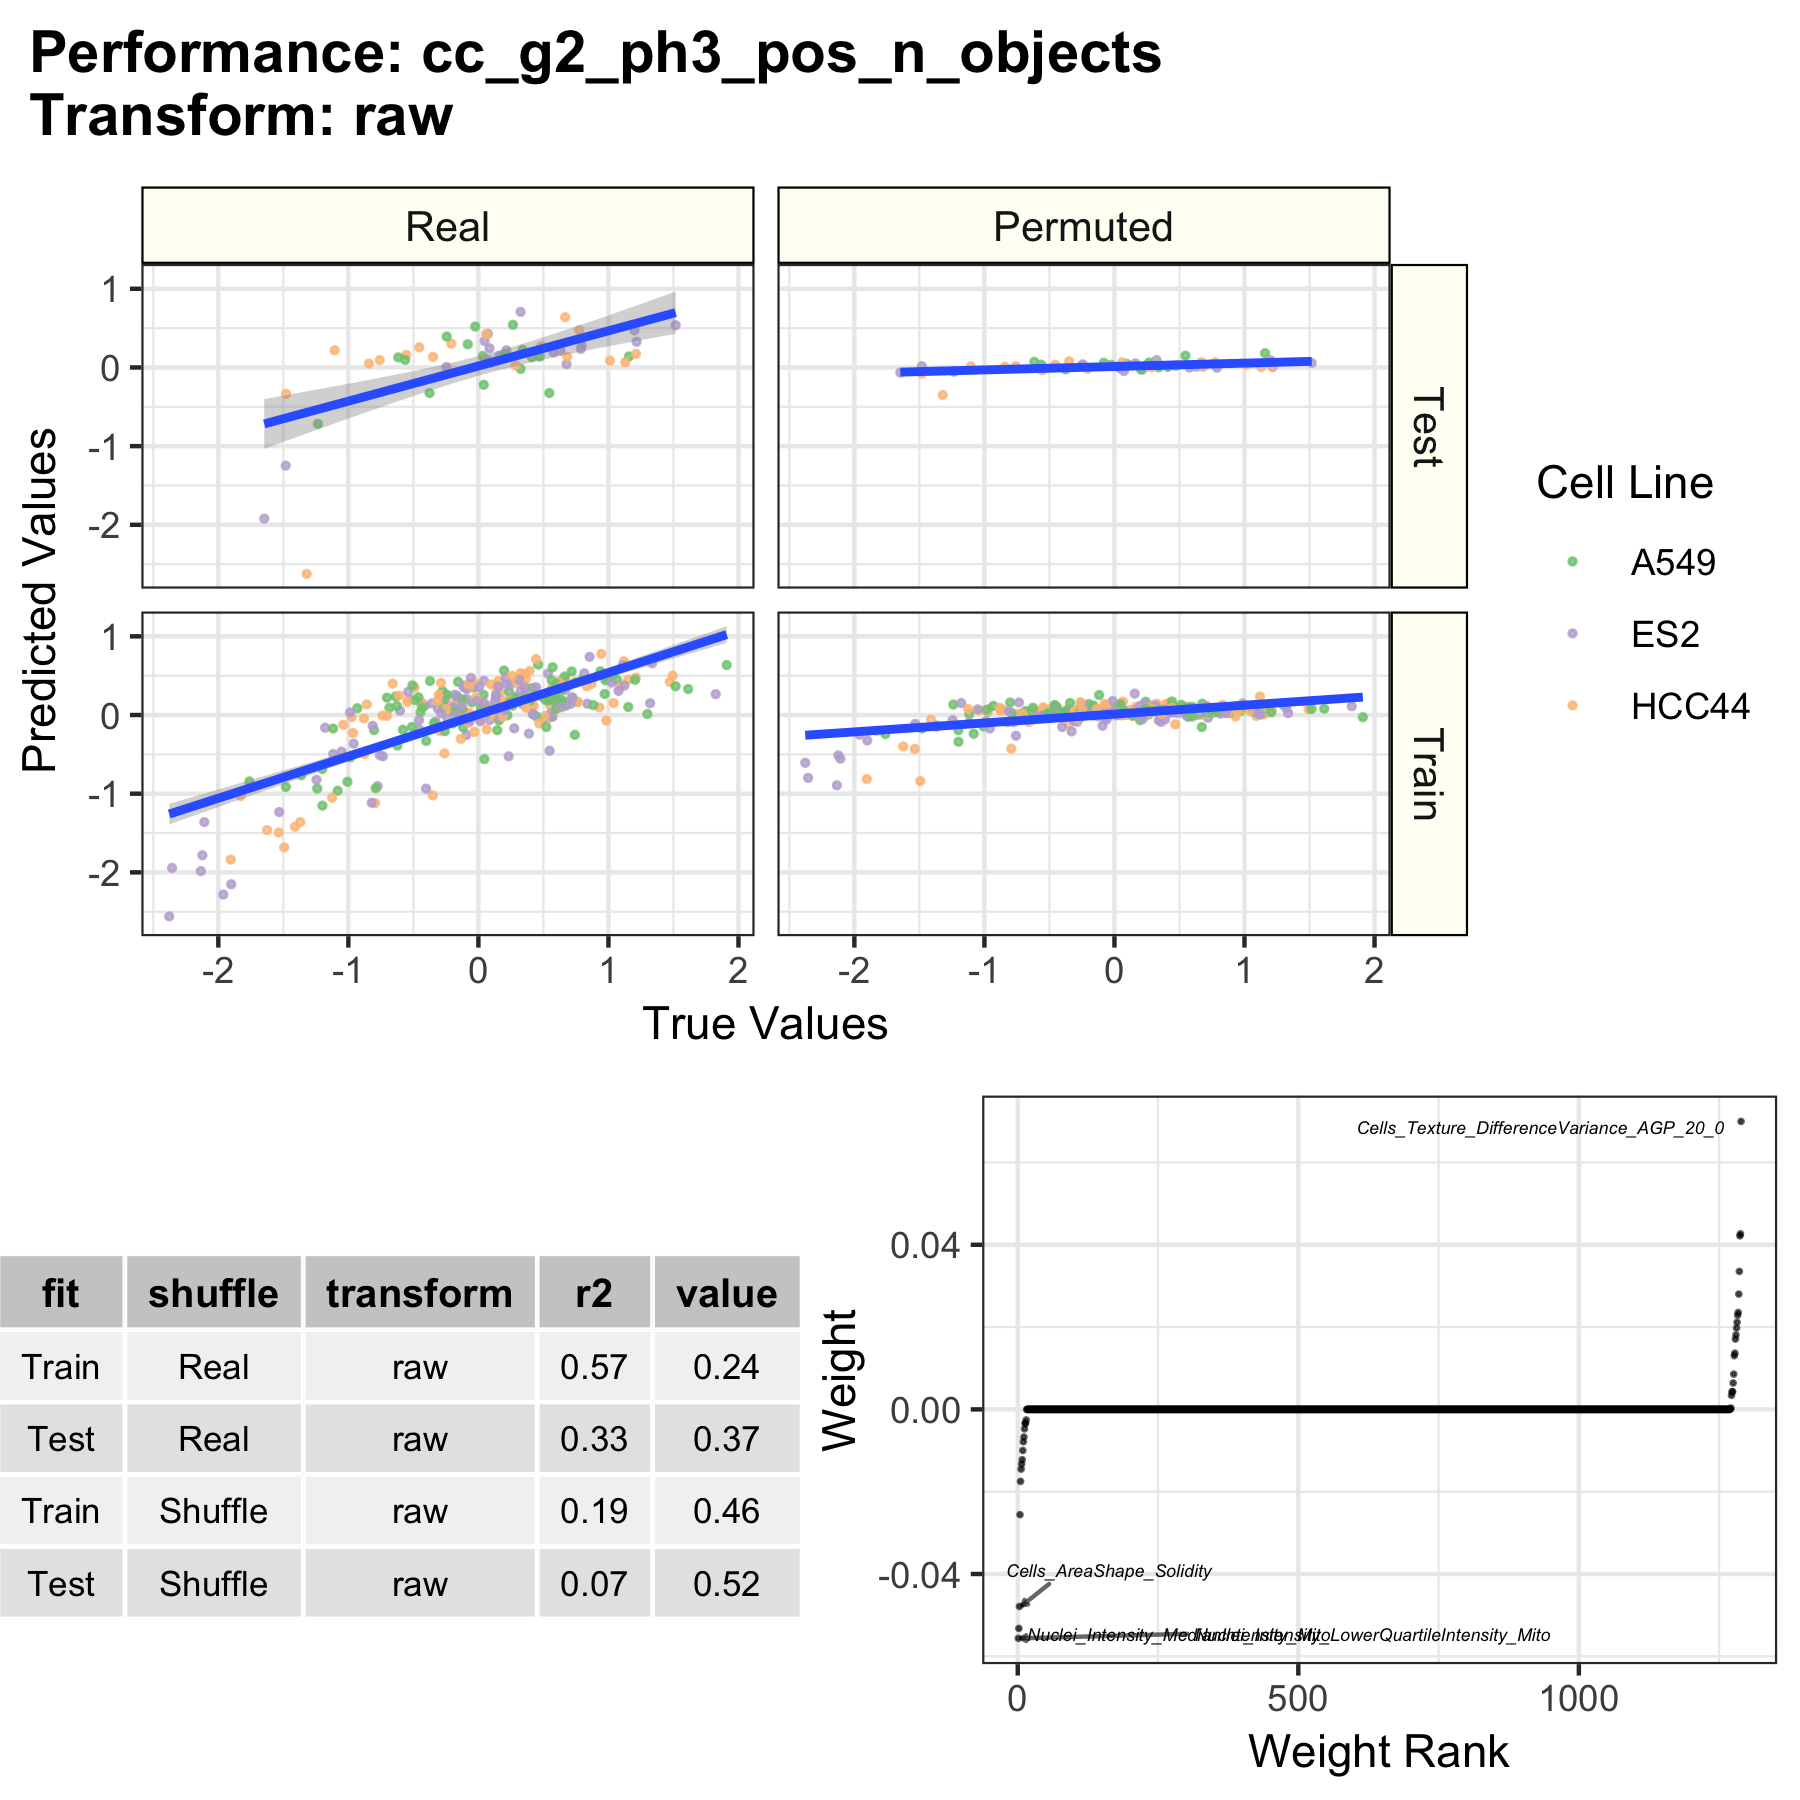 Performance: cc_g2_ph3_pos_n_objects
Transform: raw
Real
Permuted
1
0
-1
-2
Test
1
0
-1
-2
Train
Predicted Values
-2
-1
0
1
2
-2
-1
0
1
2
True Values
Cell Line
A549
ES2
HCC44
fit shuffle transform r2 value
Train Real raw 0.57 0.24
Test Real raw 0.33 0.37
Train Shuffle raw 0.19 0.46
Test Shuffle raw 0.07 0.52
Weight
0.04
0.00
-0.04
Cells_Texture_DifferenceVariance_AGP_20_0
Cells_AreaShape_Solidity
Nuclei_Intensity_MedianIntensity_Mito
Nuclei_Intensity_LowerQuartileIntensity_Mito
0
500
1000
Weight Rank